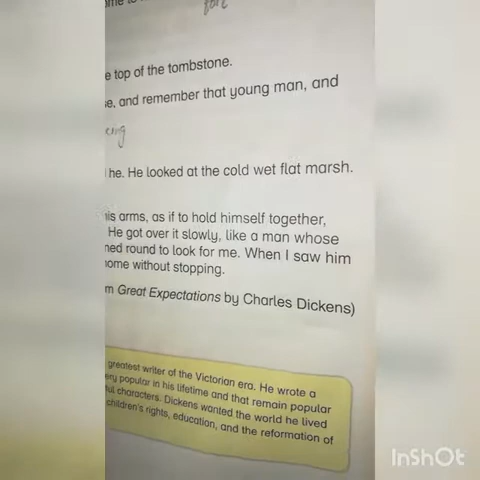 e top of the tombstone.
se, and remember that young man, and
he. He looked at the cold wet flat marsh.
his arms, as if to hold himself together,
He got over it slowly, like a man whose
ned round to look for me. When I saw him
home without stopping.
m Great Expectations by Charles Dickens)
greatest writer of the Victorian era. He wrote a
ery popular in his lifetime and that remain popular
ful characters. Dickens wanted the world he lived
children's rights, education, and the reformation of
InShOt